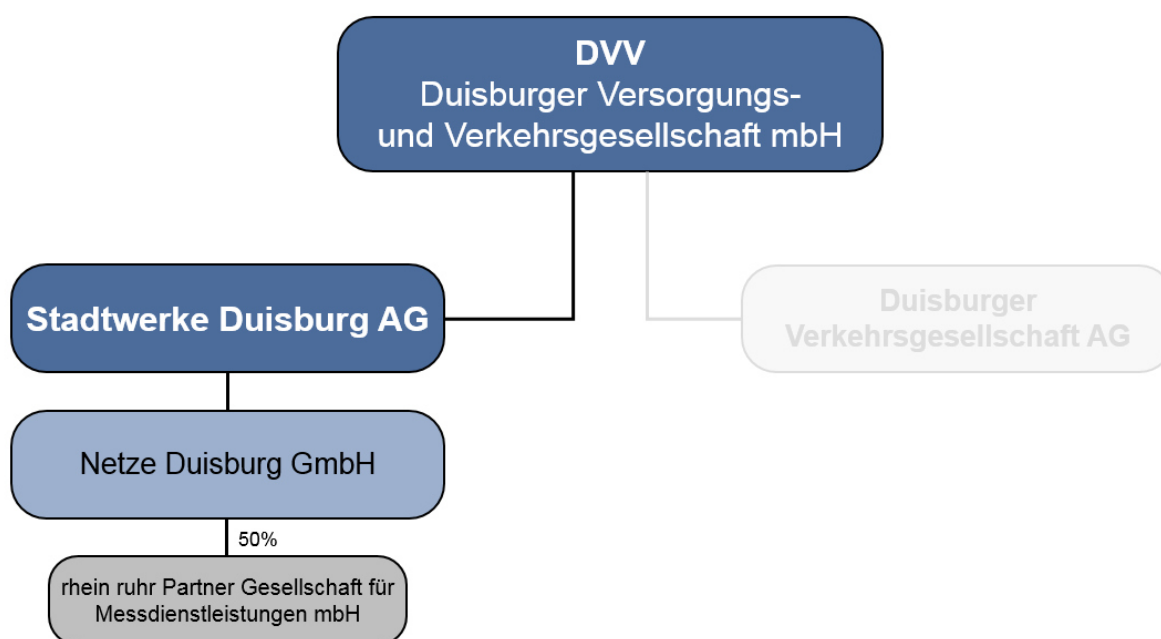 DVV
Duisburger Versorgungs-
und Verkehrsgesellschaft mbH
Stadtwerke Duisburg AG
Duisburger
Verkehrsgesellschaft AG
Netze Duisburg GmbH
50%
rhein ruhr Partner Gesellschaft für
Messdienstleistungen mbH